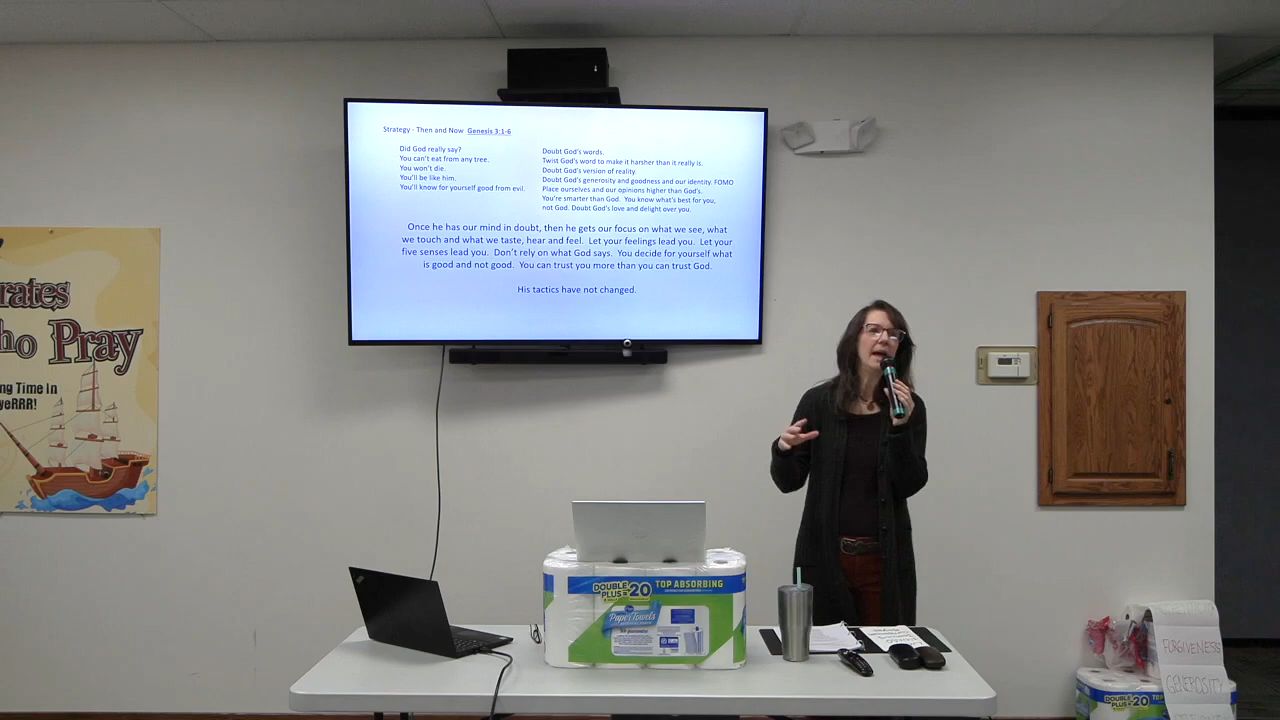 Strategy - Then and Now  Genesis 3:1-6
Did God really say?
You can't eat from any tree.
You won't die.
You'll be like him.
You'll know for yourself good from evil.
Doubt God's words.
Twist God's word to make it harsher than it really is.
Doubt God's version of reality.
Doubt God's generosity and goodness and our identity. FOMO
Place ourselves and our opinions higher than God's.
You're smarter than God.  You know what's best for you,
not God. Doubt God's love and delight over you.
Once he has our mind in doubt, then he gets our focus on what we see, what
we touch and what we taste, hear and feel.  Let your feelings lead you.  Let your
five senses lead you.  Don't rely on what God says.  You decide for yourself what
is good and not good.  You can trust you more than you can trust God.
His tactics have not changed.
rates
ho Pray
ng Time In
yeRRR!
DOUBLE
PLUS = 20
TOP ABSORBING
Paper Towels
FORGIVENESS
GENEROSITY
DOUBLE
PLUS = 20